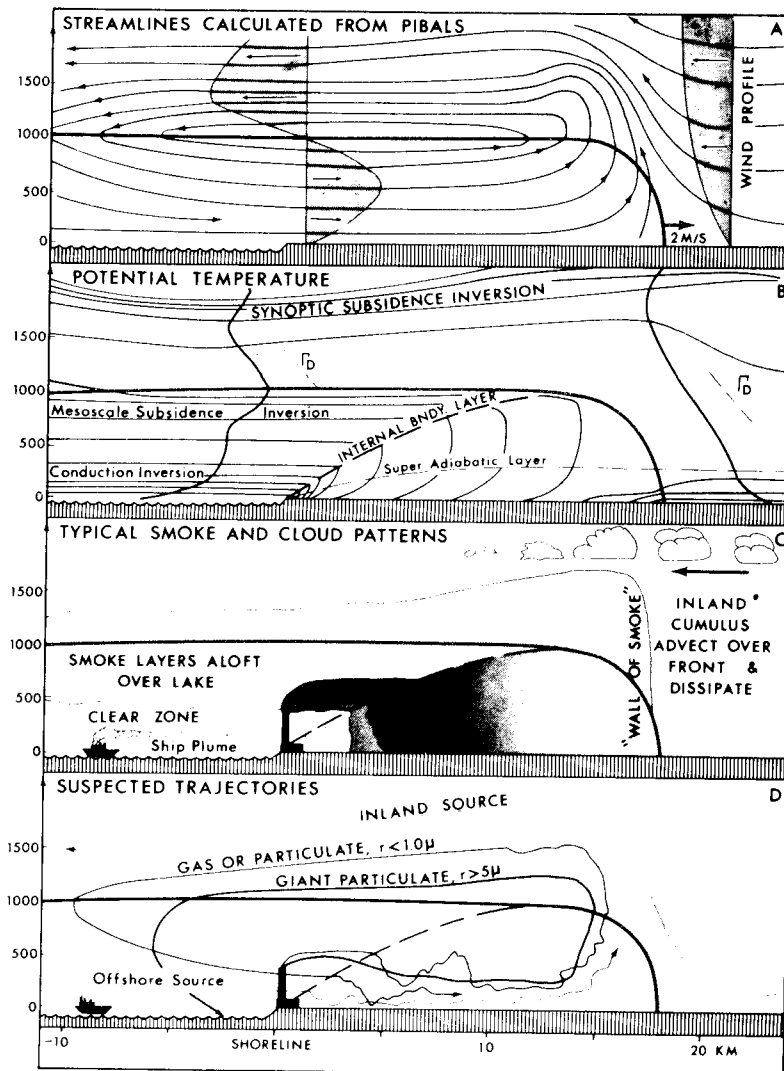 STREAMLINES CALCULATED FROM PIBALS
A
1500
1000
500
0
WIND PROFILE
2 M/S
POTENTIAL TEMPERATURE
B
SYNOPTIC SUBSIDENCE INVERSION
1500
ΓD
ΓD
1000
Mesoscale Subsidence Inversion
INTERNAL BNDY LAYER
500
Super Adiabatic Layer
Conduction Inversion
0
TYPICAL SMOKE AND CLOUD PATTERNS
C
1500
"WALL OF SMOKE"
INLAND
CUMULUS
ADVECT OVER
FRONT &
DISSIPATE
1000
SMOKE LAYERS ALOFT
OVER LAKE
500
CLEAR ZONE
Ship Plume
0
SUSPECTED TRAJECTORIES
D
INLAND SOURCE
1500
GAS OR PARTICULATE, r<1.0μ
GIANT PARTICULATE, r>5μ
1000
500
Offshore Source
0
-10 SHORELINE 10 20 KM